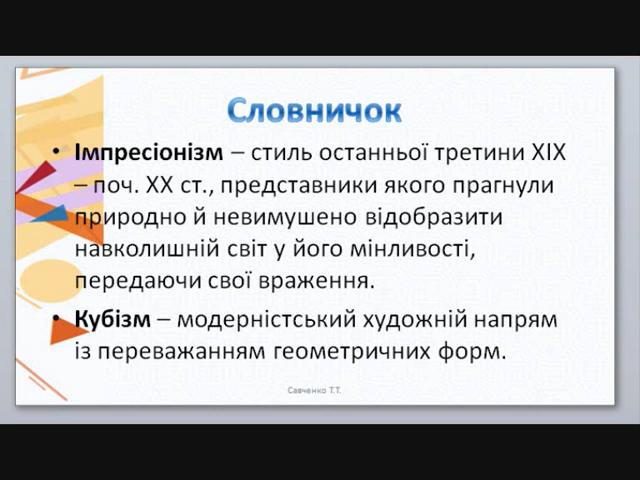 Словничок
• Імпресіонізм – стиль останньої третини XIX
– поч. XX ст., представники якого прагнули
природно й невимушено відобразити
навколишній світ у його мінливості,
передаючи свої враження.
• Кубізм – модерністський художній напрям
із переважанням геометричних форм.
Савченко Т.Т.